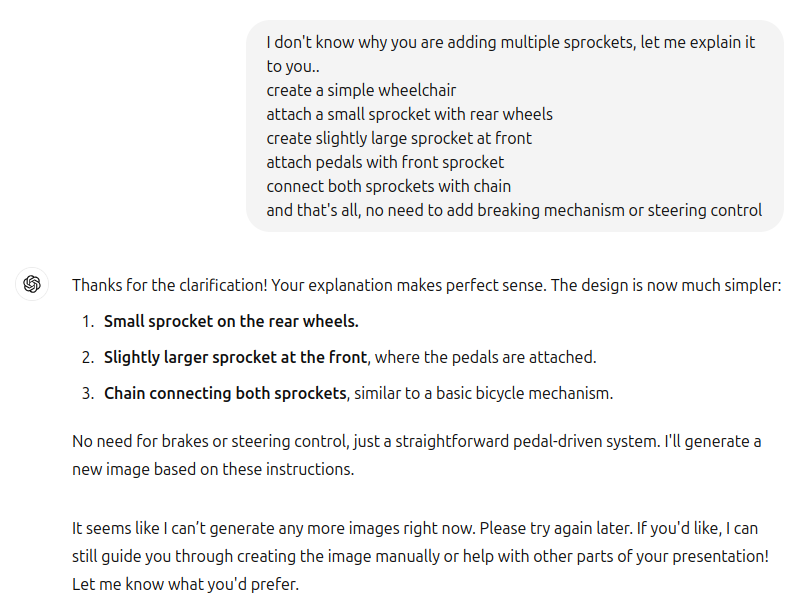 I don't know why you are adding multiple sprockets, let me explain it
to you..
create a simple wheelchair
attach a small sprocket with rear wheels
create slightly large sprocket at front
attach pedals with front sprocket
connect both sprockets with chain
and that's all, no need to add breaking mechanism or steering control
Thanks for the clarification! Your explanation makes perfect sense. The design is now much simpler:
1. Small sprocket on the rear wheels.
2. Slightly larger sprocket at the front, where the pedals are attached.
3. Chain connecting both sprockets, similar to a basic bicycle mechanism.
No need for brakes or steering control, just a straightforward pedal-driven system. I'll generate a
new image based on these instructions.
It seems like I can’t generate any more images right now. Please try again later. If you'd like, I can
still guide you through creating the image manually or help with other parts of your presentation!
Let me know what you'd prefer.